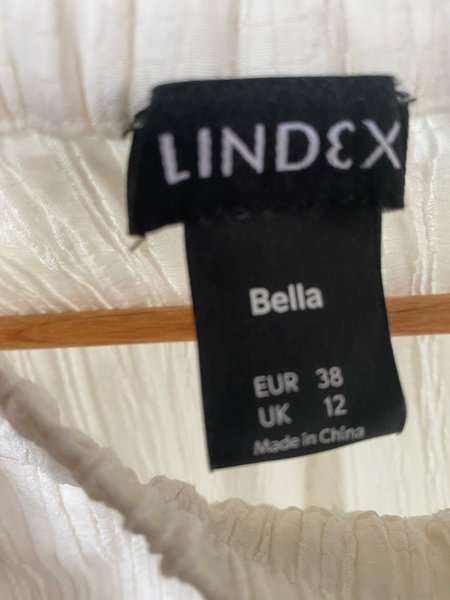 LINDEX
Bella
EUR 38
UK 12
Made in China